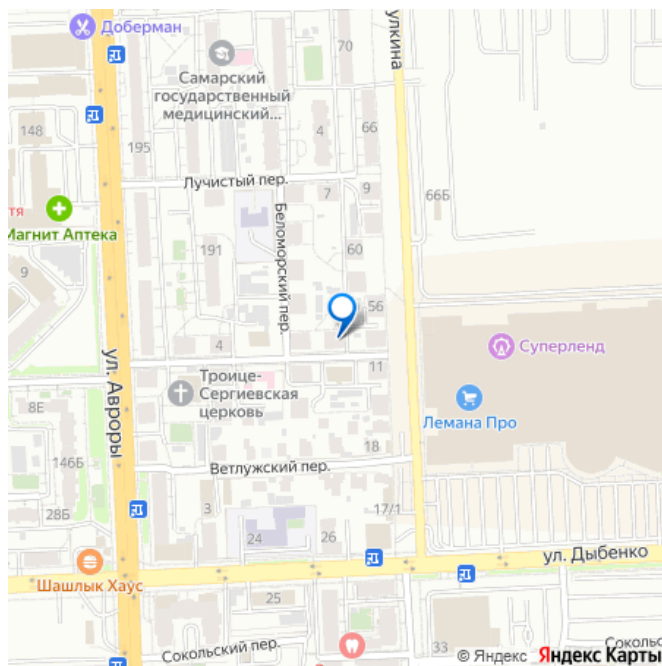 Доберман
улкина
70
Самарский
государственный
медицинский...
148
195
4
66
Лучистый пер.
7
9
66Б
тя
Магнит Аптека
Беломорский пер.
191
60
9
56
Суперленд
ул. Авроры
4
11
Троице-
Сергиевская
церковь
Лемана Про
8Е
146Б
18
Ветлужский пер.
28Б
3
17/1
24
26
ул. Дыбенко
Шашлык Хаус
25
Сокольский пер.
33
Сокольс
© Яндекс Яндекс Карты